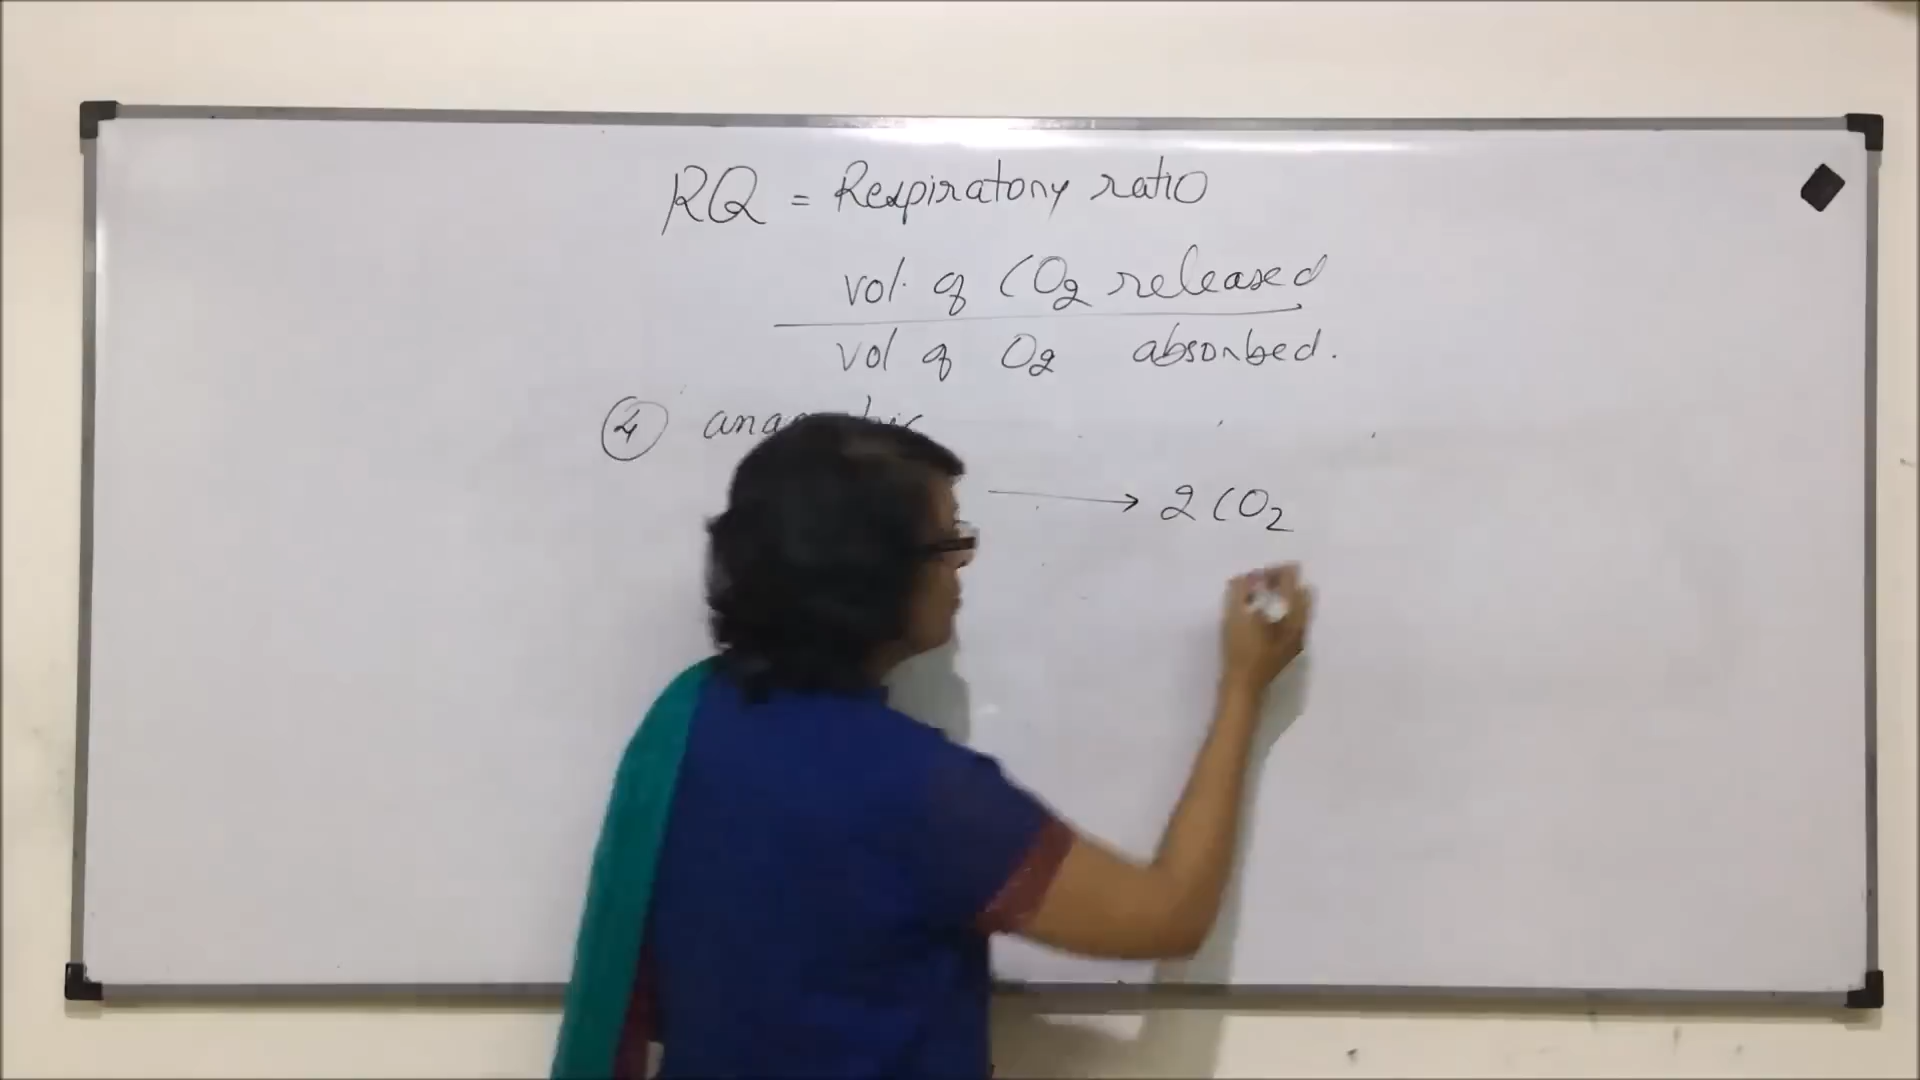 RQ = Respiratory ratio
vol. of CO2 released
vol of O2 absorbed.
④
→ 2CO2